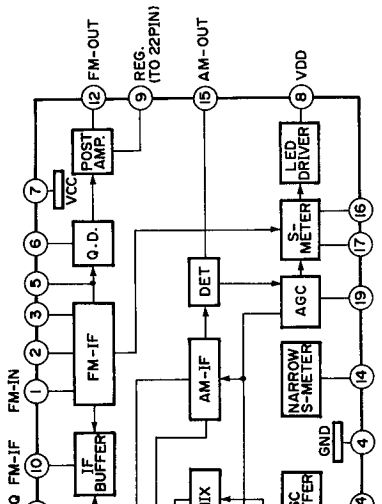 FM-OUT
REG.
(TO 22PIN)
AM-OUT
VDD
12
9
15
8
POST
AMP.
LED
DRIVER
7
VCC
6
Q.D.
S-
METER
16
17
5
DET
AGC
19
3
2
FM-IN
1
FM-IF
AM-IF
NARROW
S-METER
14
GND
4
FM-IF
10
IF
BUFFER